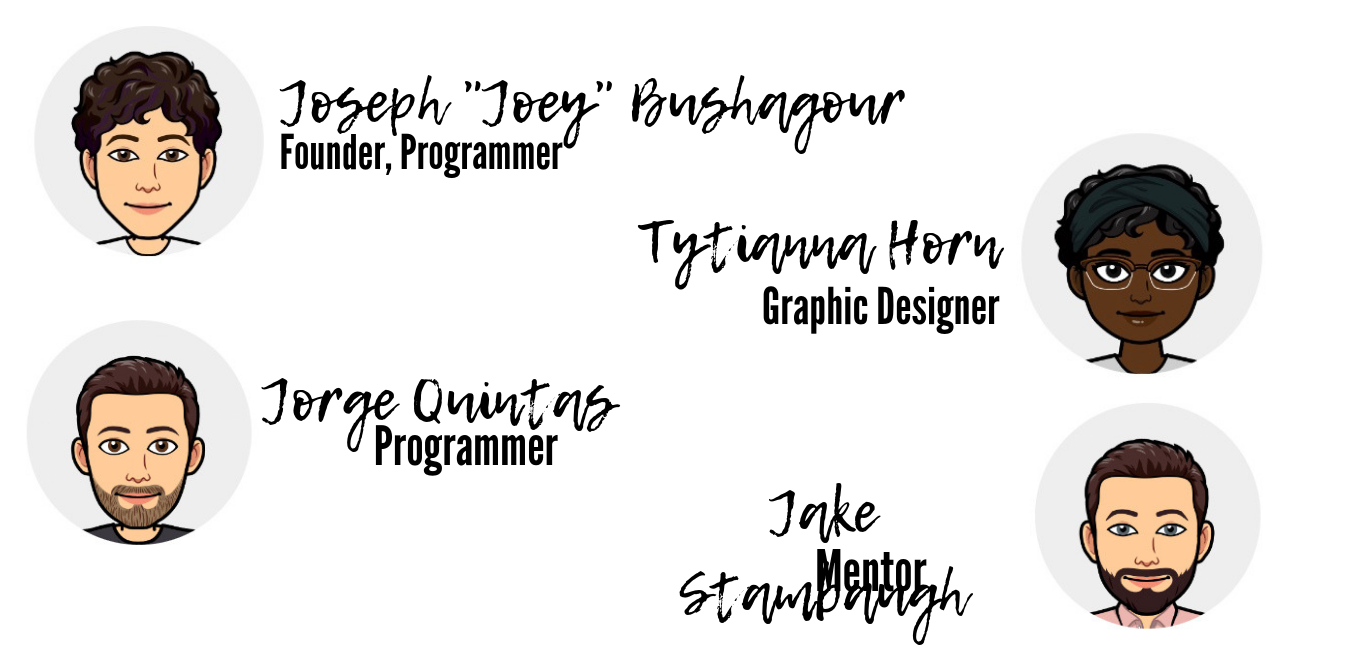 Joseph "Joey" Bushagour
Founder, Programmer
Tytianna Horn
Graphic Designer
Jorge Quintas
Programmer
Jake
Mentor
Stambaugh